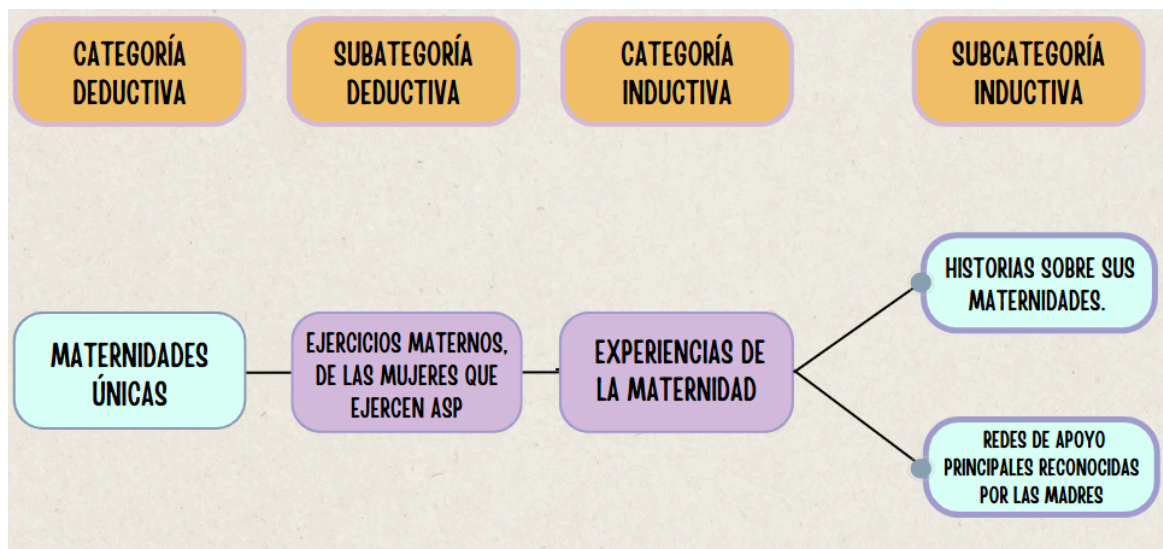 CATEGORÍA
DEDUCTIVA
SUBATEGORÍA
DEDUCTIVA
CATEGORÍA
INDUCTIVA
SUBCATEGORÍA
INDUCTIVA
MATERNIDADES
ÚNICAS
EJERCICIOS MATERNOS,
DE LAS MUJERES QUE
EJERCEN ASP
EXPERIENCIAS DE
LA MATERNIDAD
HISTORIAS SOBRE SUS
MATERNIDADES.
REDES DE APOYO
PRINCIPALES RECONOCIDAS
POR LAS MADRES